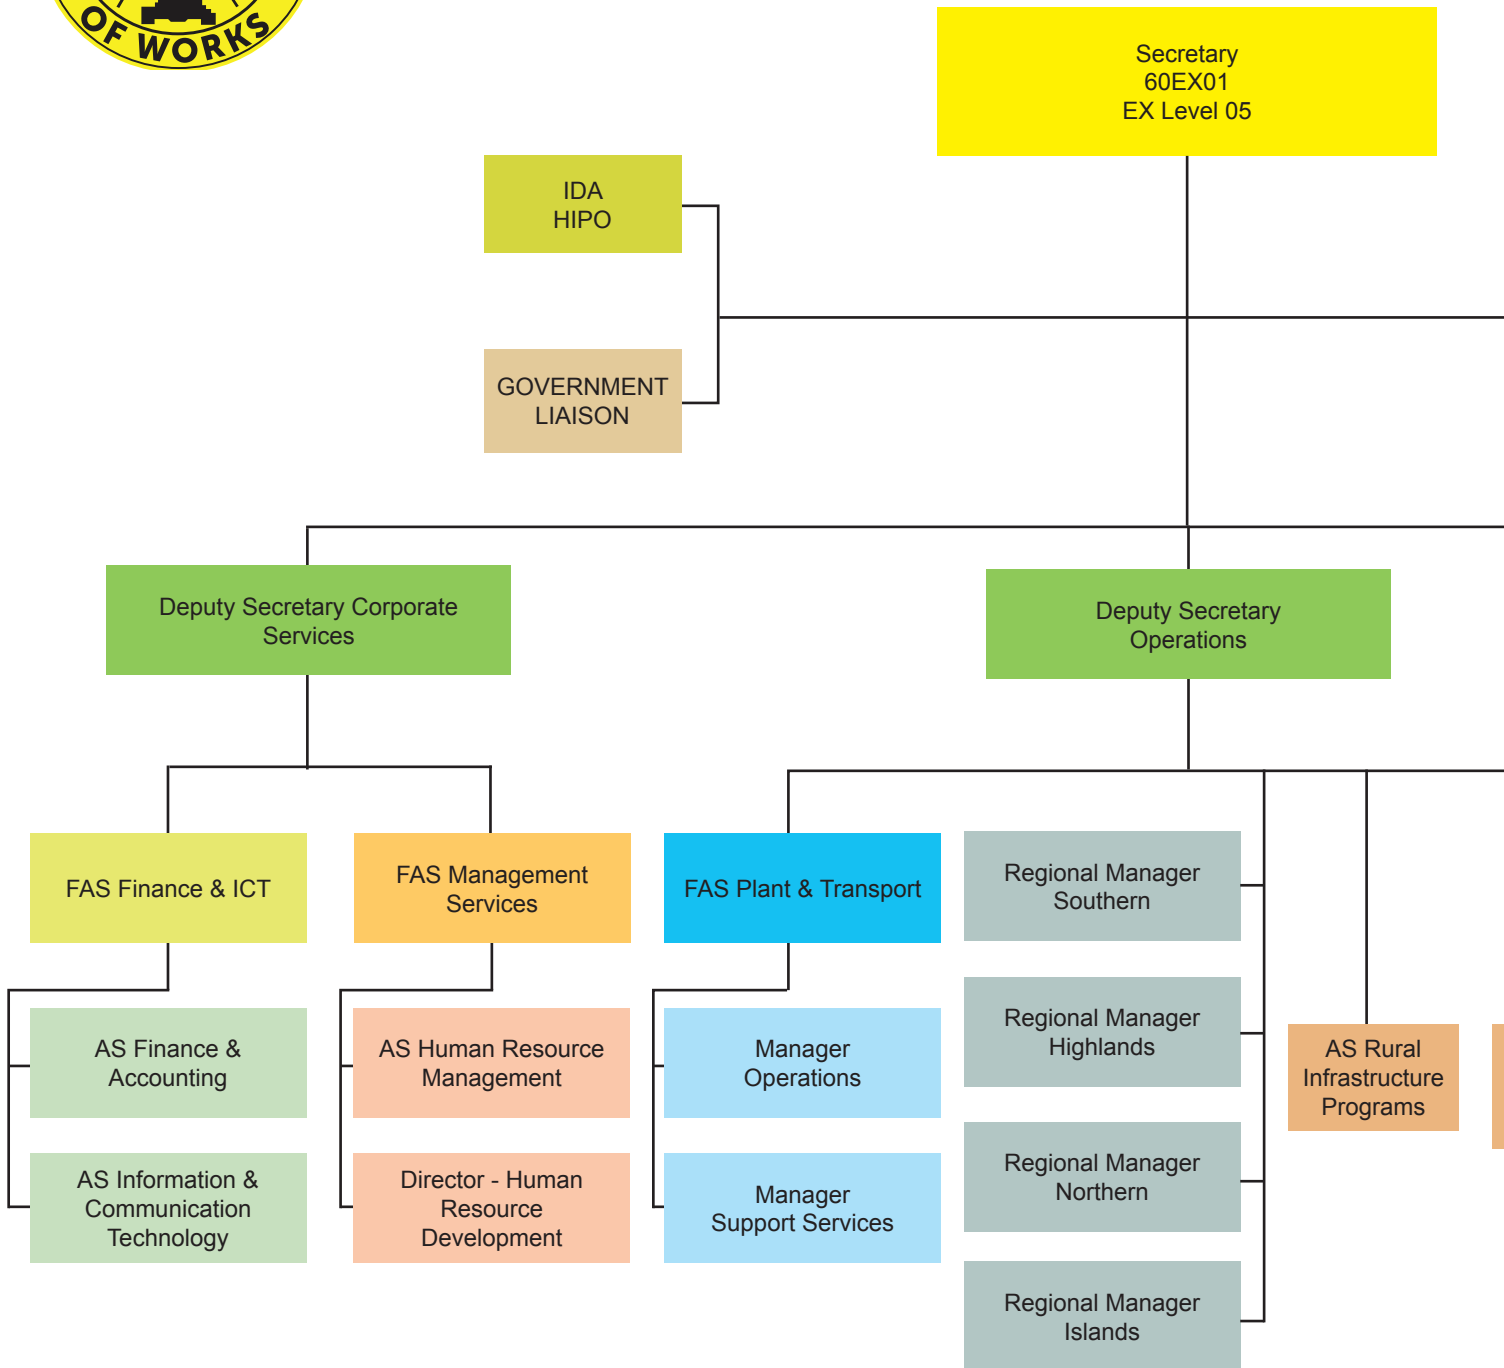 OF WORKS
Secretary
60EX01
EX Level 05
IDA
HIPO
GOVERNMENT
LIAISON
Deputy Secretary Corporate
Services
Deputy Secretary
Operations
FAS Finance & ICT
FAS Management
Services
FAS Plant & Transport
Regional Manager
Southern
AS Finance &
Accounting
AS Human Resource
Management
Manager
Operations
Regional Manager
Highlands
AS Rural
Infrastructure
Programs
AS Information &
Communication
Technology
Director - Human
Resource
Development
Manager
Support Services
Regional Manager
Northern
Regional Manager
Islands